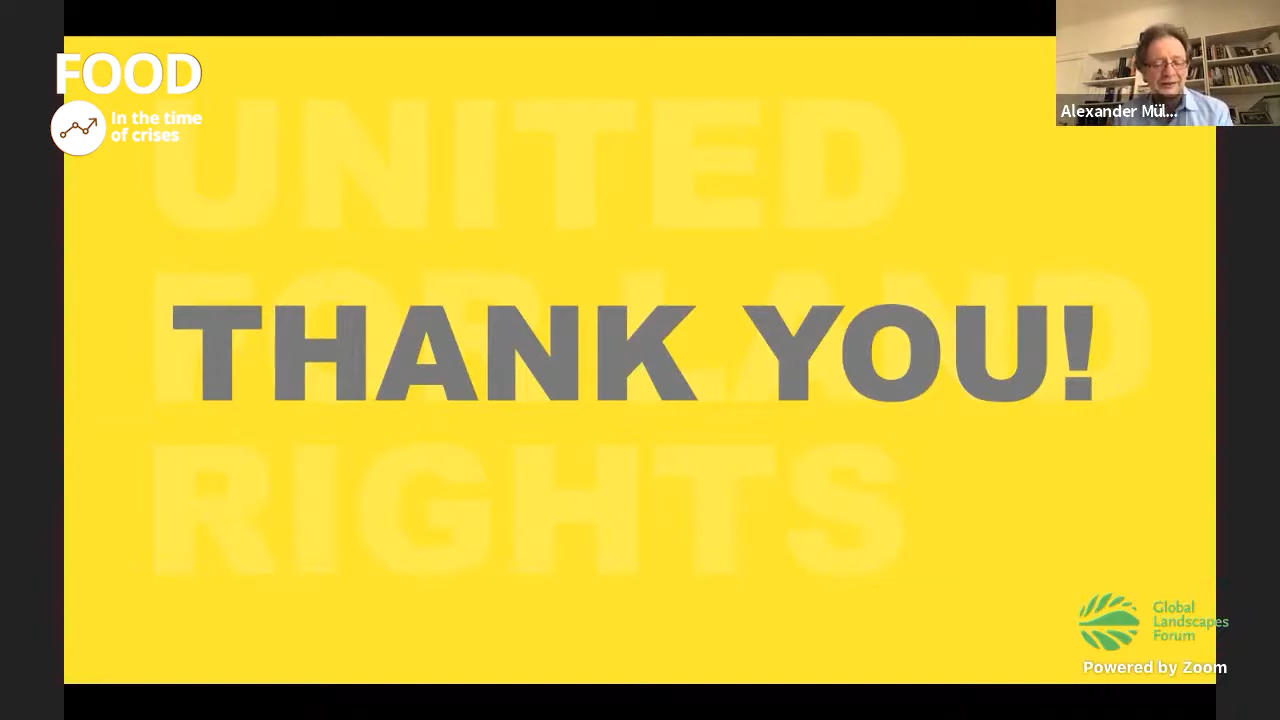 FOOD
In the time
of crises
Alexander Mül...
UNITED
FOR LAND
RIGHTS
THANK YOU!
Global
Landscapes
Forum
Powered by Zoom